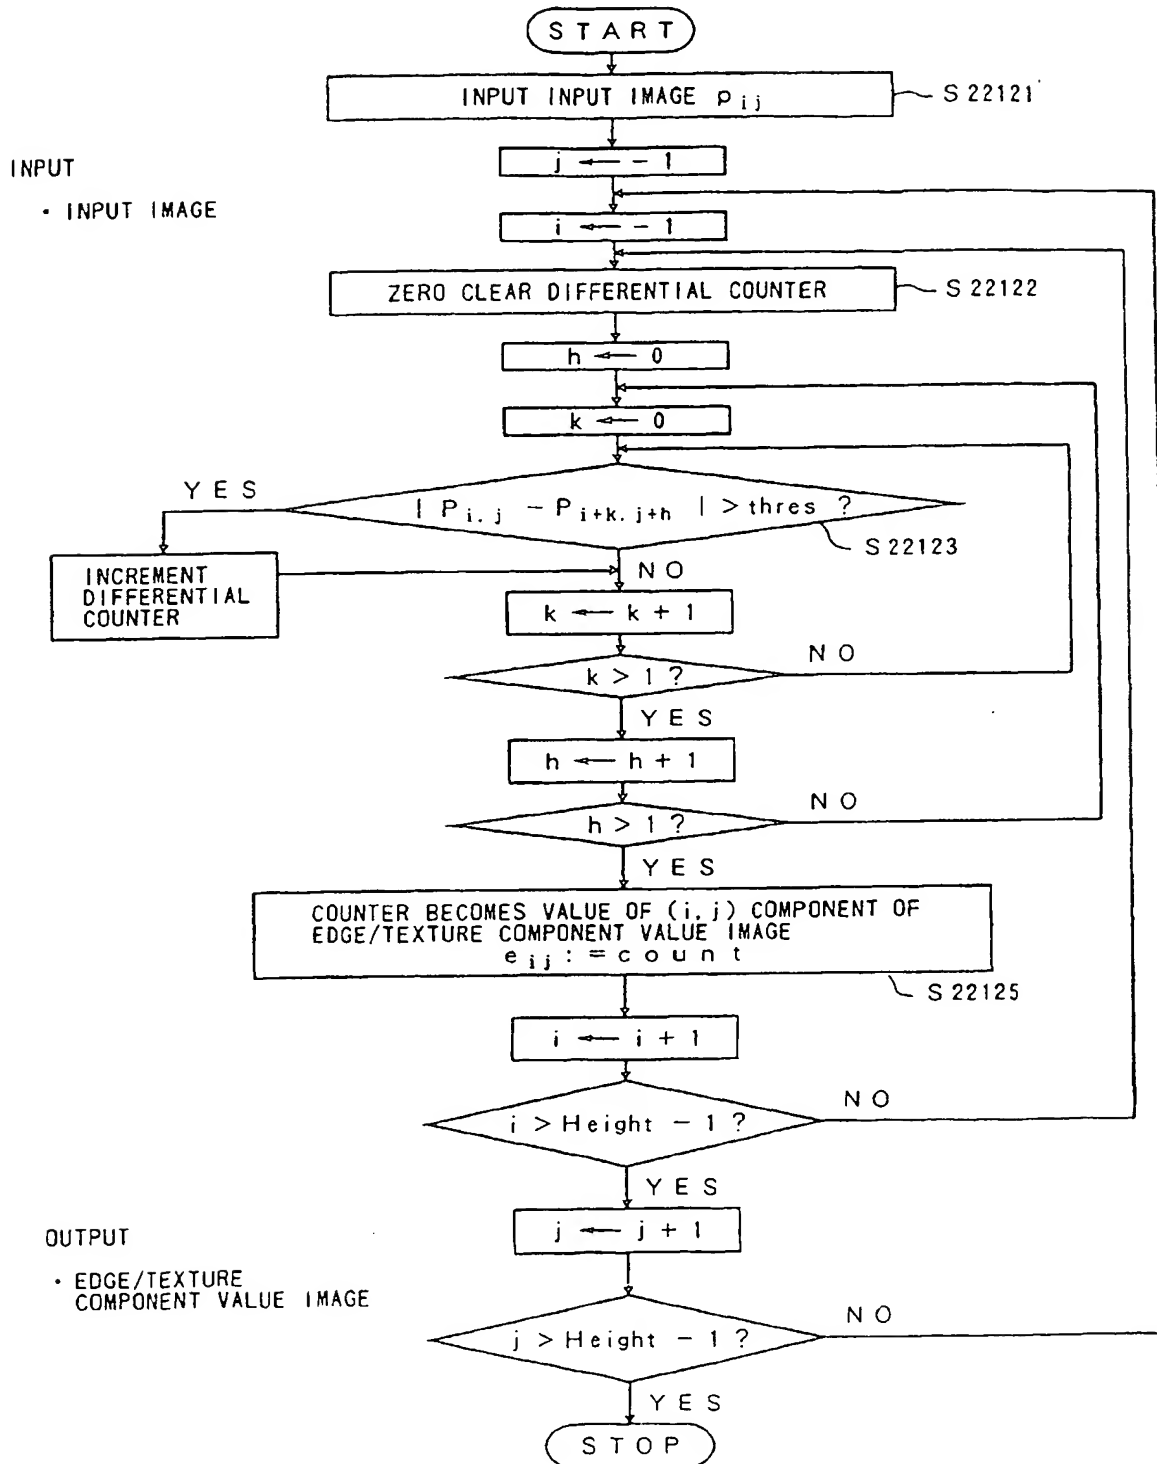 START
INPUT INPUT IMAGE p i j
S 22121
INPUT
• INPUT IMAGE
j ← - 1
i ← - 1
ZERO CLEAR DIFFERENTIAL COUNTER
S 22122
h ← 0
k ← 0
YES
| P i, j - P i+k, j+h | > thres ?
S 22123
INCREMENT
DIFFERENTIAL
COUNTER
NO
k ← k + 1
k > 1 ?
NO
YES
h ← h + 1
h > 1 ?
NO
YES
COUNTER BECOMES VALUE OF (i, j) COMPONENT OF
EDGE/TEXTURE COMPONENT VALUE IMAGE
e i j : = count
S 22125
i ← i + 1
i > Height - 1 ?
NO
YES
j ← j + 1
OUTPUT
• EDGE/TEXTURE
COMPONENT VALUE IMAGE
j > Height - 1 ?
NO
YES
STOP